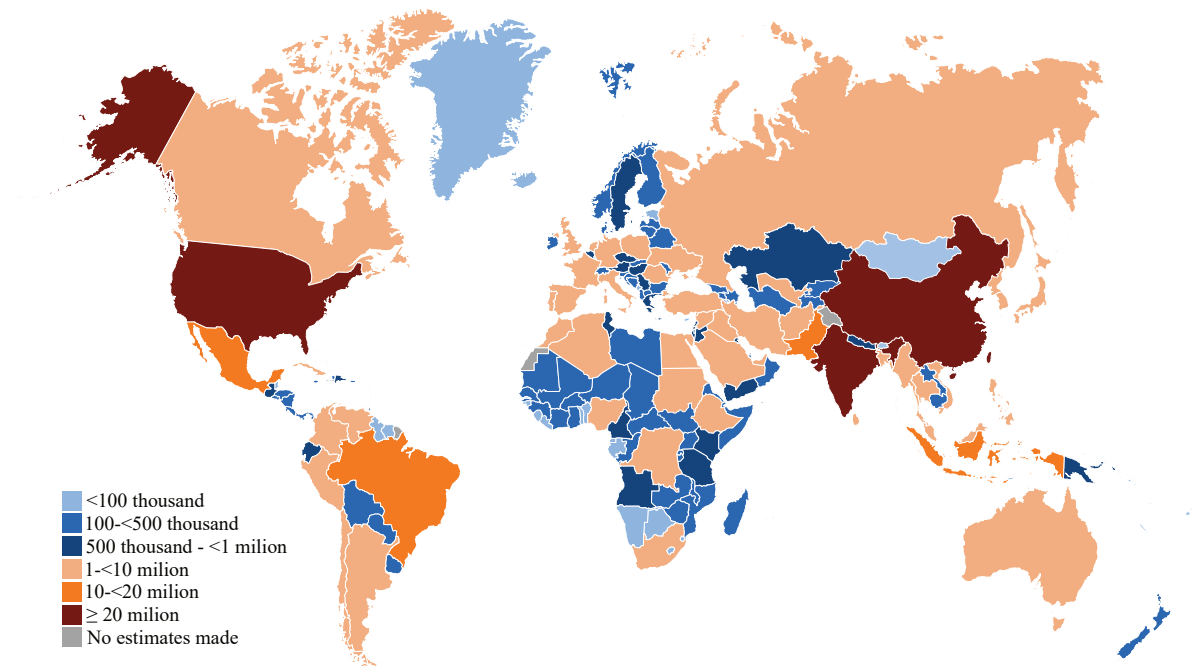 <100 thousand
100-<500 thousand
500 thousand - <1 milion
1-<10 milion
10-<20 milion
≥ 20 milion
No estimates made